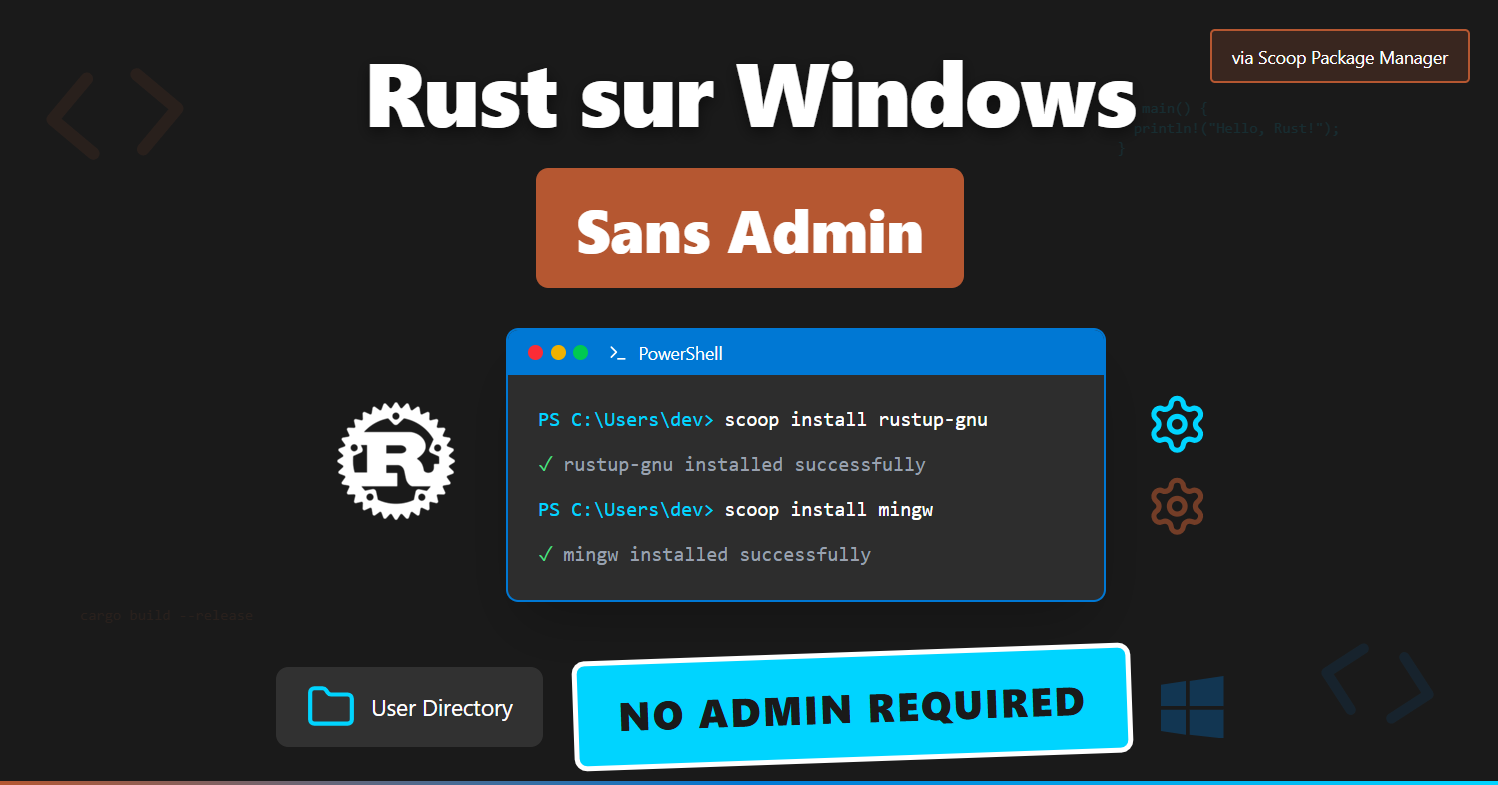 Rust sur Windows
via Scoop Package Manager
main() {
println!("Hello, Rust!");
}
Sans Admin
>_ PowerShell
PS C:\Users\dev> scoop install rustup-gnu
✓ rustup-gnu installed successfully
PS C:\Users\dev> scoop install mingw
✓ mingw installed successfully
R
cargo build --release
User Directory
NO ADMIN REQUIRED